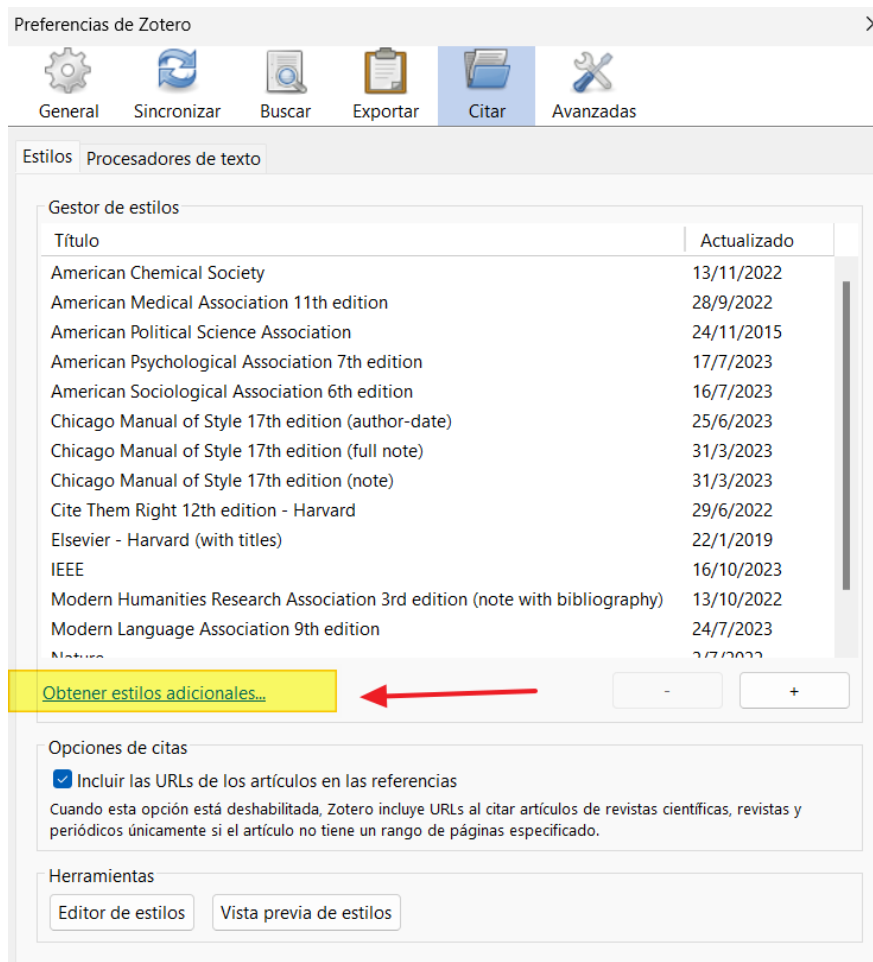 Preferencias de Zotero
General Sincronizar Buscar Exportar Citar Avanzadas
Estilos Procesadores de texto
Gestor de estilos
Título Actualizado
American Chemical Society 13/11/2022
American Medical Association 11th edition 28/9/2022
American Political Science Association 24/11/2015
American Psychological Association 7th edition 17/7/2023
American Sociological Association 6th edition 16/7/2023
Chicago Manual of Style 17th edition (author-date) 25/6/2023
Chicago Manual of Style 17th edition (full note) 31/3/2023
Chicago Manual of Style 17th edition (note) 31/3/2023
Cite Them Right 12th edition - Harvard 29/6/2022
Elsevier - Harvard (with titles) 22/1/2019
IEEE 16/10/2023
Modern Humanities Research Association 3rd edition (note with bibliography) 13/10/2022
Modern Language Association 9th edition 24/7/2023
Nature
Obtener estilos adicionales... - +
Opciones de citas
Incluir las URLs de los artículos en las referencias
Cuando esta opción está deshabilitada, Zotero incluye URLs al citar artículos de revistas científicas, revistas y
periódicos únicamente si el artículo no tiene un rango de páginas especificado.
Herramientas
Editor de estilos Vista previa de estilos